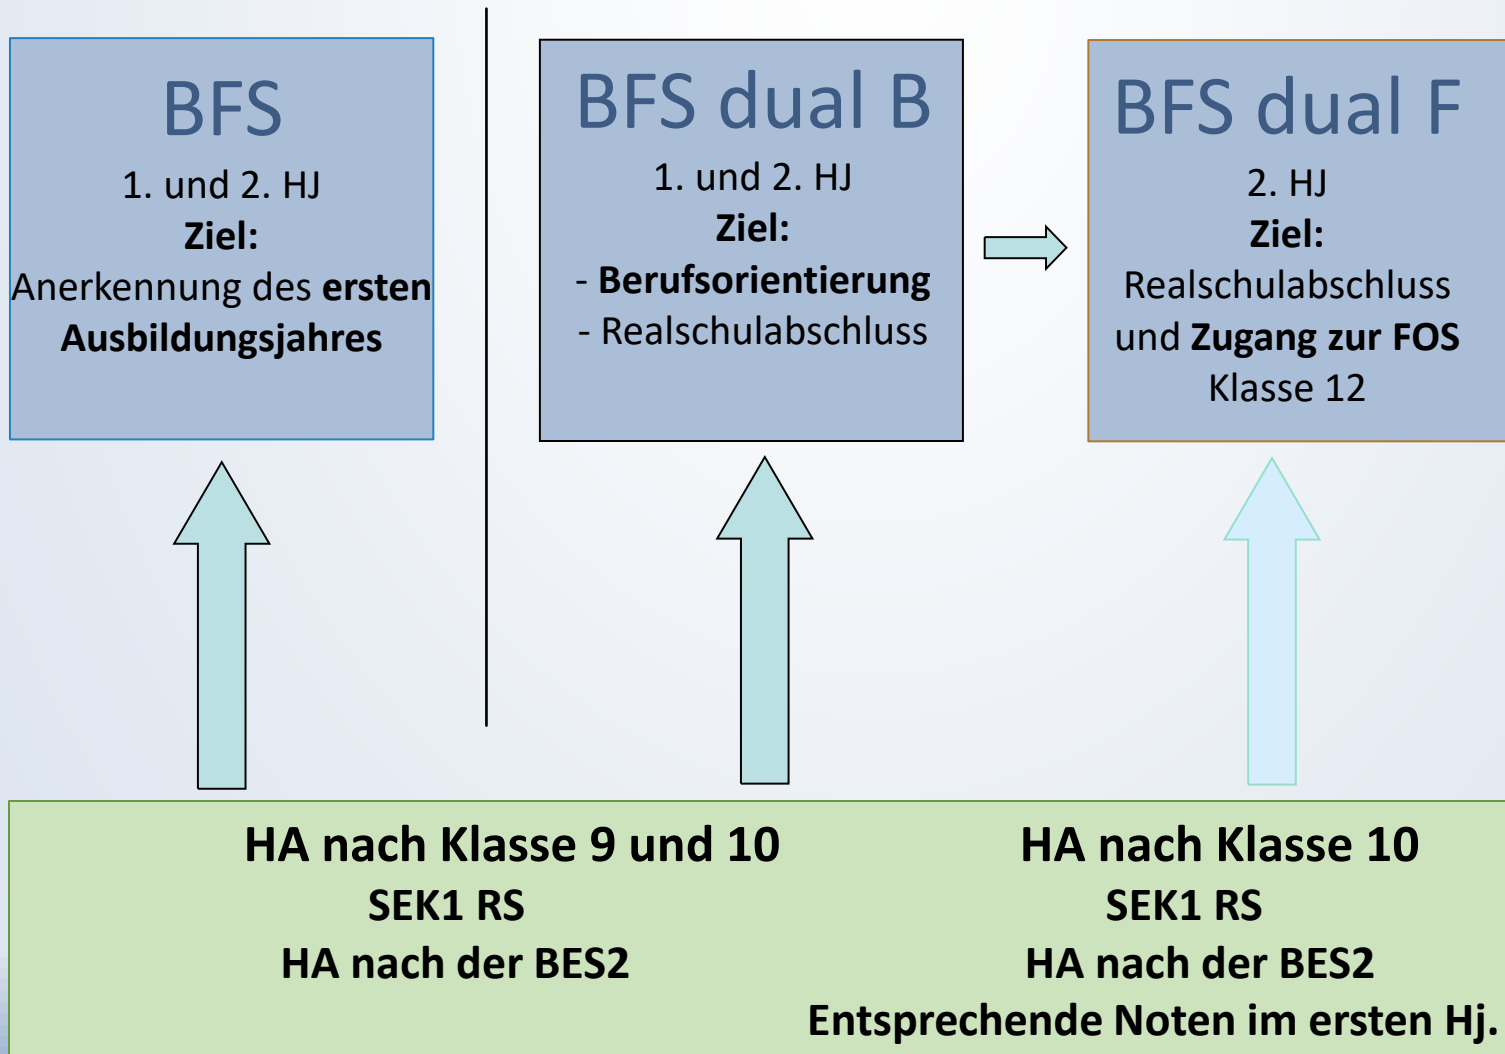 BFS
1. und 2. HJ
Ziel:
Anerkennung des ersten
Ausbildungsjahres
BFS dual B
1. und 2. HJ
Ziel:
- Berufsorientierung
- Realschulabschluss
BFS dual F
2. HJ
Ziel:
Realschulabschluss
und Zugang zur FOS
Klasse 12
HA nach Klasse 9 und 10
SEK1 RS
HA nach der BES2
HA nach Klasse 10
SEK1 RS
HA nach der BES2
Entsprechende Noten im ersten Hj.